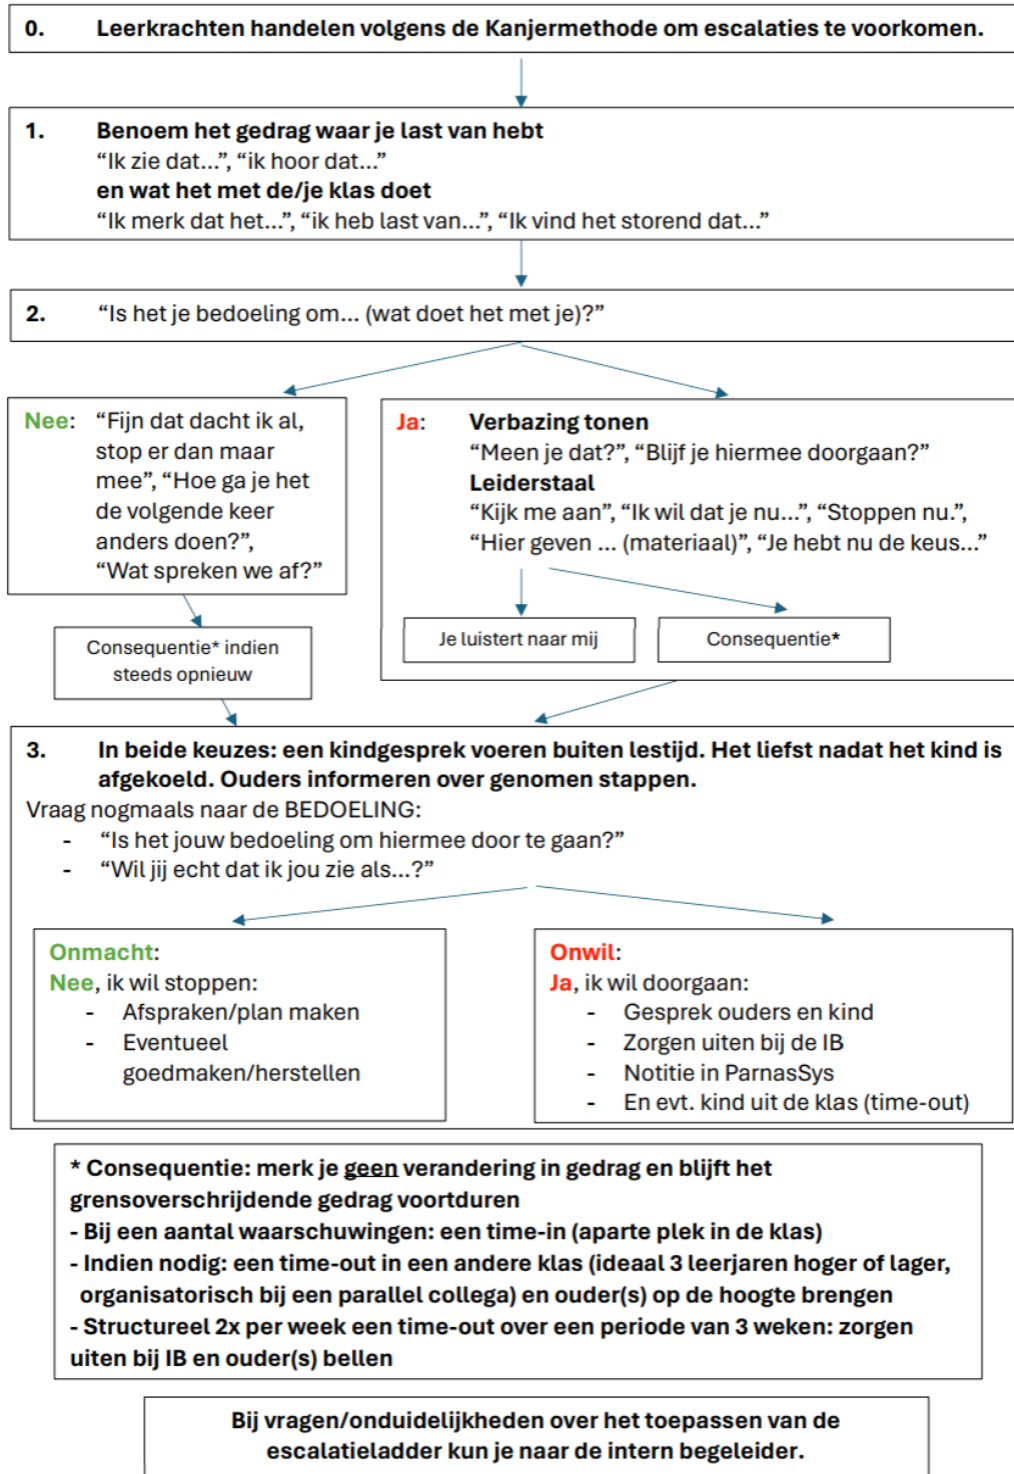 0. Leerkrachten handelen volgens de Kanjermethode om escalaties te voorkomen.
1. Benoem het gedrag waar je last van hebt
“Ik zie dat...”, “ik hoor dat...”
en wat het met de/je klas doet
“Ik merk dat het...”, “ik heb last van...”, “Ik vind het storend dat...”
2. “Is het je bedoeling om... (wat doet het met je)?”
Nee: “Fijn dat dacht ik al,
stop er dan maar
mee”, “Hoe ga je het
de volgende keer
anders doen?”,
“Wat spreken we af?”
Consequentie* indien
steeds opnieuw
Ja: Verbazing tonen
“Meen je dat?”, “Blijf je hiermee doorgaan?”
Leiderstaal
“Kijk me aan”, “Ik wil dat je nu...”, “Stoppen nu.”,
“Hier geven ... (materiaal)”, “Je hebt nu de keus...”
Je luistert naar mij
Consequentie*
3. In beide keuzes: een kindgesprek voeren buiten lestijd. Het liefst nadat het kind is
afgekoeld. Ouders informeren over genomen stappen.
Vraag nogmaals naar de BEDOELING:
- “Is het jouw bedoeling om hiermee door te gaan?”
- “Wil jij echt dat ik jou zie als...?”
Onmacht:
Nee, ik wil stoppen:
- Afspraken/plan maken
- Eventueel
goedmaken/herstellen
Onwil:
Ja, ik wil doorgaan:
- Gesprek ouders en kind
- Zorgen uiten bij de IB
- Notitie in ParnasSys
- En evt. kind uit de klas (time-out)
* Consequentie: merk je geen verandering in gedrag en blijft het
grensoverschrijdende gedrag voortduren
- Bij een aantal waarschuwingen: een time-in (aparte plek in de klas)
- Indien nodig: een time-out in een andere klas (ideaal 3 leerjaren hoger of lager,
organisatorisch bij een parallel collega) en ouder(s) op de hoogte brengen
- Structureel 2x per week een time-out over een periode van 3 weken: zorgen
uiten bij IB en ouder(s) bellen
Bij vragen/onduidelijkheden over het toepassen van de
escalatieladder kun je naar de intern begeleider.